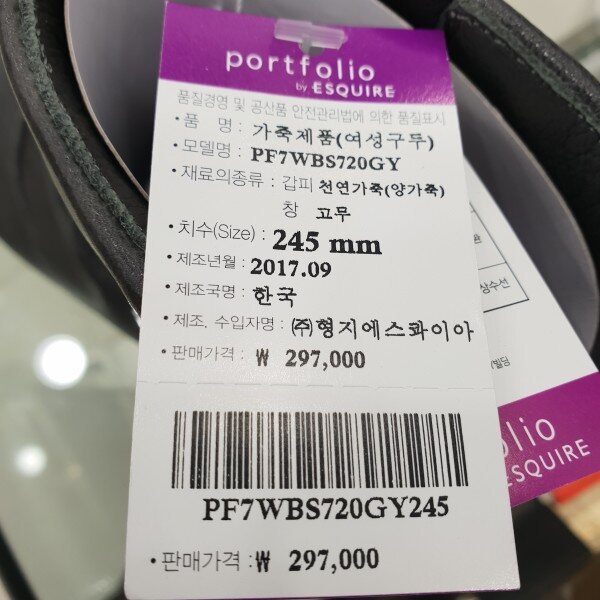 portfolio
by ESQUIRE
품질경영 및 공산품 안전관리법에 의한 품질표시
• 품 명 : 가죽제품(여성구두)
• 모델명 : PF7WBS720GY
• 재료의종류 : 갑피 천연가죽(양가죽)
창 고무
• 치수(Size) : 245 mm
• 제조년월 : 2017.09
• 제조국명 : 한국
• 제조, 수입자명 : ㈜형지에스콰이아
• 판매가격 : ₩ 297,000
PF7WBS720GY245
• 판매가격 : ₩ 297,000
상수선
빌딩
olio
ESQUIRE